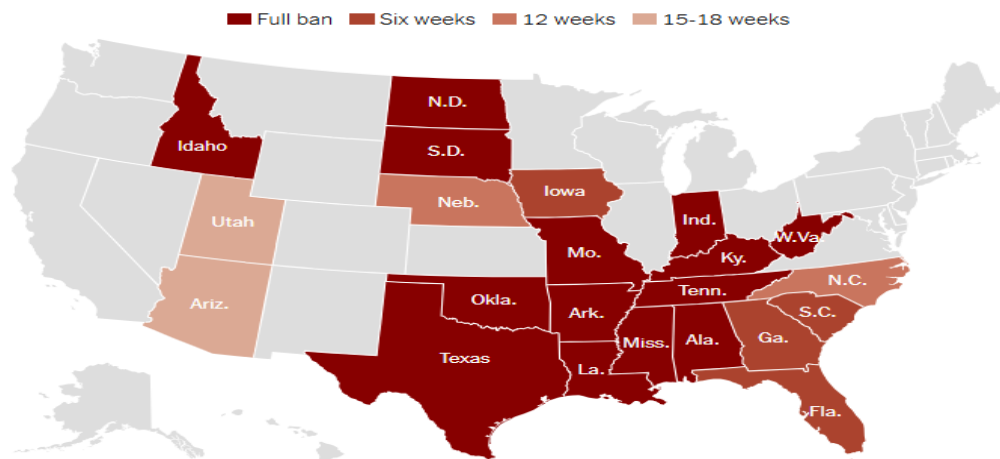 Full ban Six weeks 12 weeks 15-18 weeks
N.D.
Idaho
S.D.
Iowa
Neb.
Utah
Ind.
W.Va.
Mo.
Ky.
N.C.
Tenn.
Ariz.
Okla.
S.C.
Ark.
Ga.
Miss.
Ala.
Texas
La.
Fla.